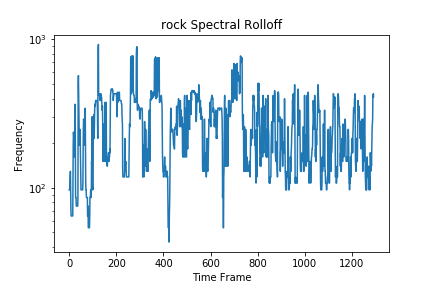 rock Spectral Rolloff
10³
10²
Frequency
0 200 400 600 800 1000 1200
Time Frame